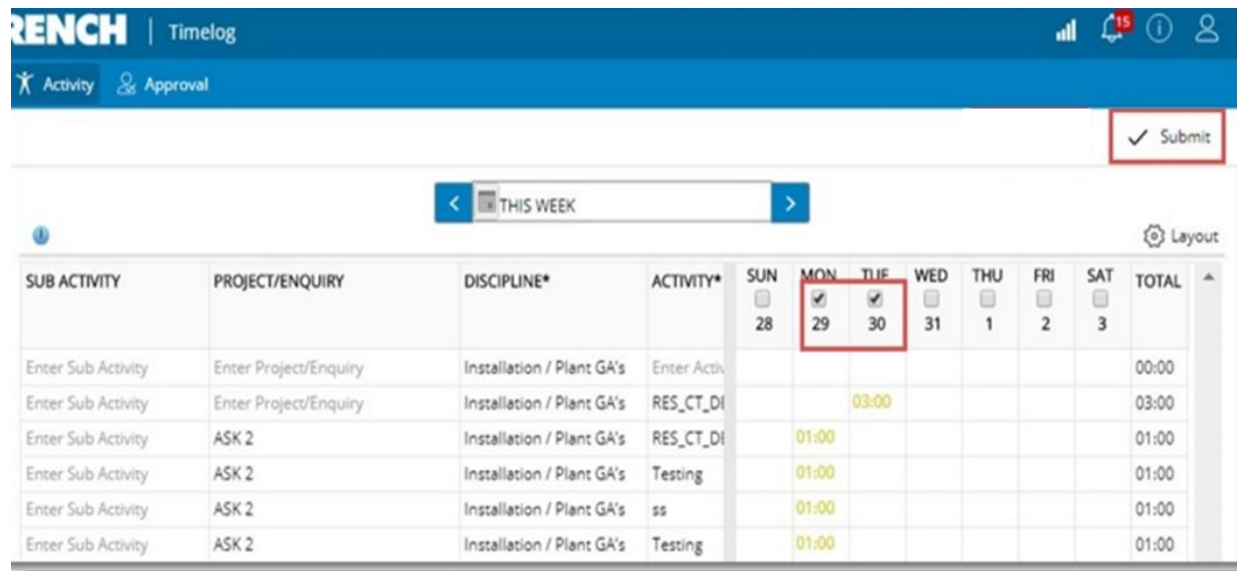 RENCH | Timelog 15
Activity Approval
Submit
THIS WEEK
Layout
SUB ACTIVITY PROJECT/ENQUIRY DISCIPLINE* ACTIVITY* SUN MON TUE WED THU FRI SAT TOTAL
28 29 30 31 1 2 3
Enter Sub Activity Enter Project/Enquiry Installation / Plant GA's Enter Activ 00:00
Enter Sub Activity Enter Project/Enquiry Installation / Plant GA's RES_CT_DE 03:00 03:00
Enter Sub Activity ASK 2 Installation / Plant GA's RES_CT_DE 01:00 01:00
Enter Sub Activity ASK 2 Installation / Plant GA's Testing 01:00 01:00
Enter Sub Activity ASK 2 Installation / Plant GA's ss 01:00 01:00
Enter Sub Activity ASK 2 Installation / Plant GA's Testing 01:00 01:00